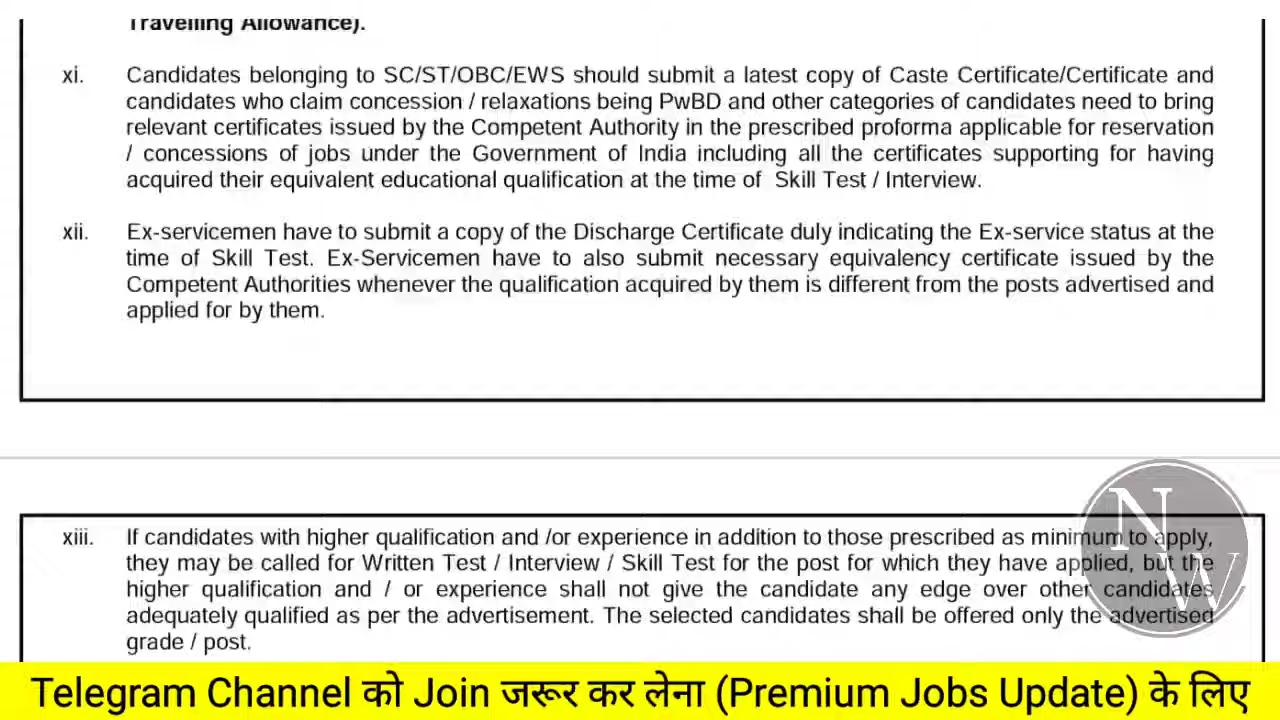 Travelling Allowance).
xi. Candidates belonging to SC/ST/OBC/EWS should submit a latest copy of Caste Certificate/Certificate and
candidates who claim concession / relaxations being PwBD and other categories of candidates need to bring
relevant certificates issued by the Competent Authority in the prescribed proforma applicable for reservation
/ concessions of jobs under the Government of India including all the certificates supporting for having
acquired their equivalent educational qualification at the time of Skill Test / Interview.
xii. Ex-servicemen have to submit a copy of the Discharge Certificate duly indicating the Ex-service status at the
time of Skill Test. Ex-Servicemen have to also submit necessary equivalency certificate issued by the
Competent Authorities whenever the qualification acquired by them is different from the posts advertised and
applied for by them.
xiii. If candidates with higher qualification and /or experience in addition to those prescribed as minimum to apply,
they may be called for Written Test / Interview / Skill Test for the post for which they have applied, but the
higher qualification and / or experience shall not give the candidate any edge over other candidates
adequately qualified as per the advertisement. The selected candidates shall be offered only the advertised
grade / post.
NW
Telegram Channel को Join जरूर कर लेना (Premium Jobs Update) के लिए